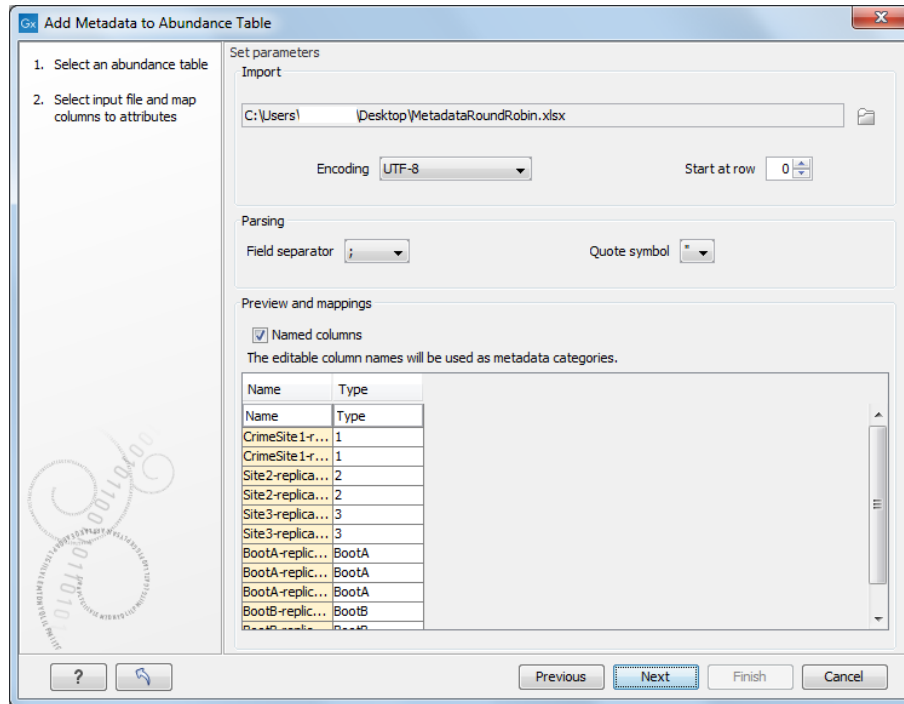 Gx Add Metadata to Abundance Table
1. Select an abundance table
2. Select input file and map
columns to attributes
Set parameters
Import
C:\Users\ \Desktop\MetadataRoundRobin.xlsx
Encoding UTF-8 Start at row 0
Parsing
Field separator ; Quote symbol "
Preview and mappings
Named columns
The editable column names will be used as metadata categories.
Name Type
Name Type
CrimeSite1-r... 1
CrimeSite1-r... 1
Site2-replica... 2
Site2-replica... 2
Site3-replica... 3
Site3-replica... 3
BootA-replic... BootA
BootA-replic... BootA
BootA-replic... BootA
BootB-replic... BootB
BootB-replic... BootB
? Previous Next Finish Cancel